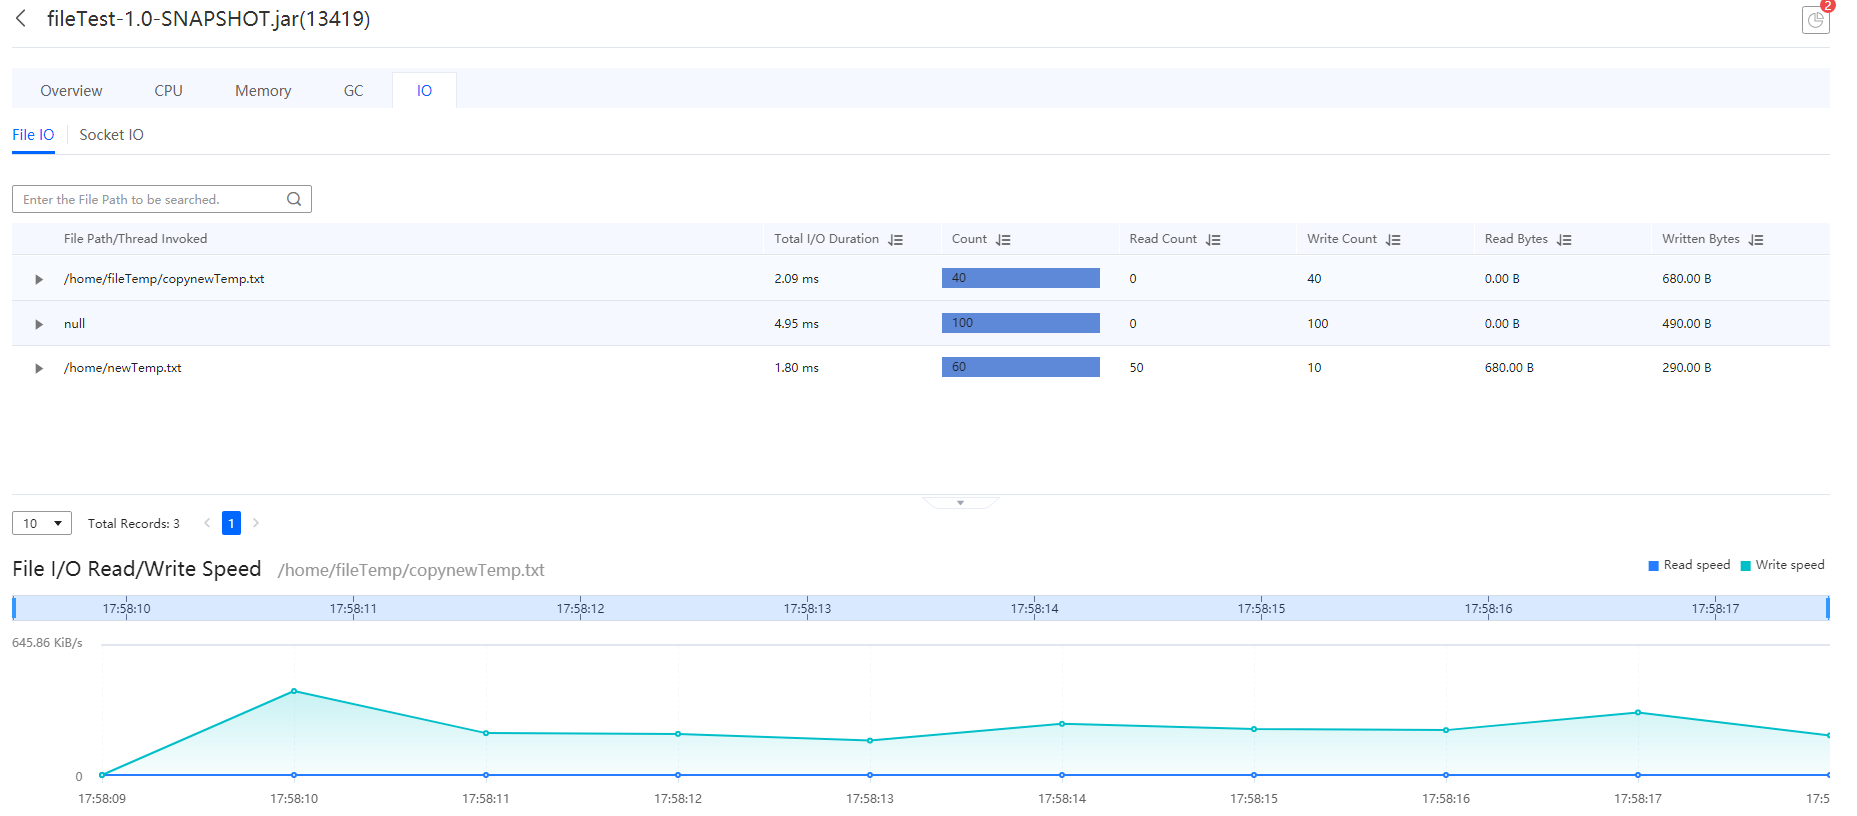 fileTest-1.0-SNAPSHOT.jar(13419)
2
Overview CPU Memory GC IO
File IO Socket IO
Enter the File Path to be searched.
File Path/Thread Invoked Total I/O Duration Count Read Count Write Count Read Bytes Written Bytes
/home/fileTemp/copynewTemp.txt 2.09 ms 40 0 40 0.00 B 680.00 B
null 4.95 ms 100 0 100 0.00 B 490.00 B
/home/newTemp.txt 1.80 ms 60 50 10 680.00 B 290.00 B
10 Total Records: 3 1
File I/O Read/Write Speed /home/fileTemp/copynewTemp.txt Read speed Write speed
17:58:10 17:58:11 17:58:12 17:58:13 17:58:14 17:58:15 17:58:16 17:58:17
645.86 KiB/s
0
17:58:09 17:58:10 17:58:11 17:58:12 17:58:13 17:58:14 17:58:15 17:58:16 17:58:17 17:5